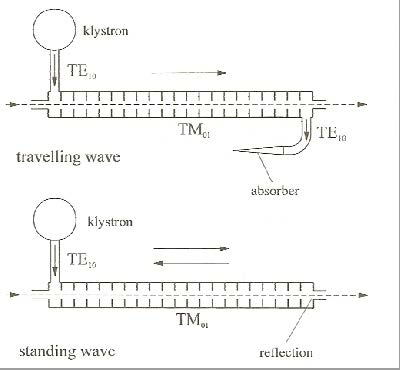 klystron
TE₁₀
TM₀₁
TE₁₀
travelling wave
absorber
klystron
TE₁₀
TM₀₁
standing wave
reflection